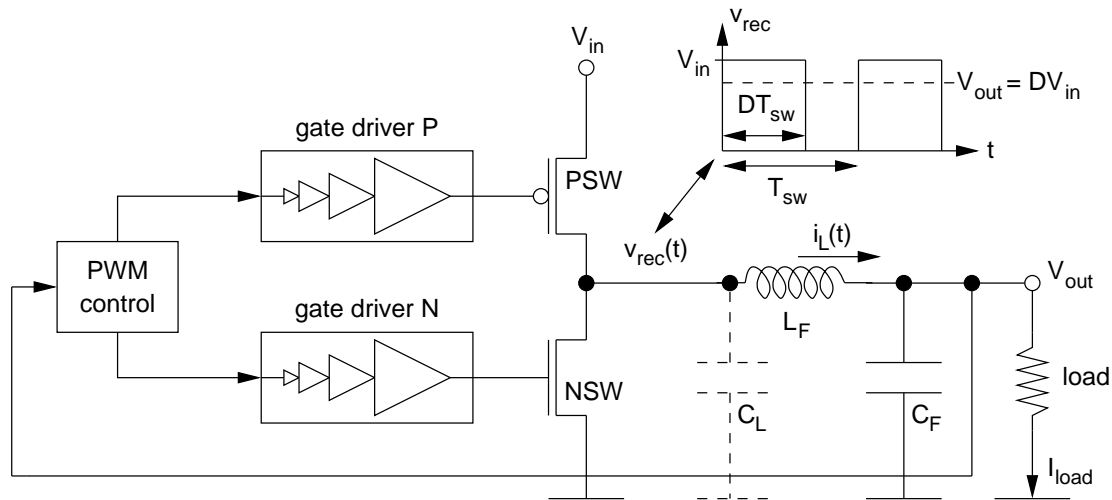 v_rec
V_in
V_in
V_out = DV_in
DT_sw
t
T_sw
gate driver P
PSW
v_rec(t)
i_L(t)
PWM
control
V_out
gate driver N
L_F
NSW
C_L
C_F
load
I_load